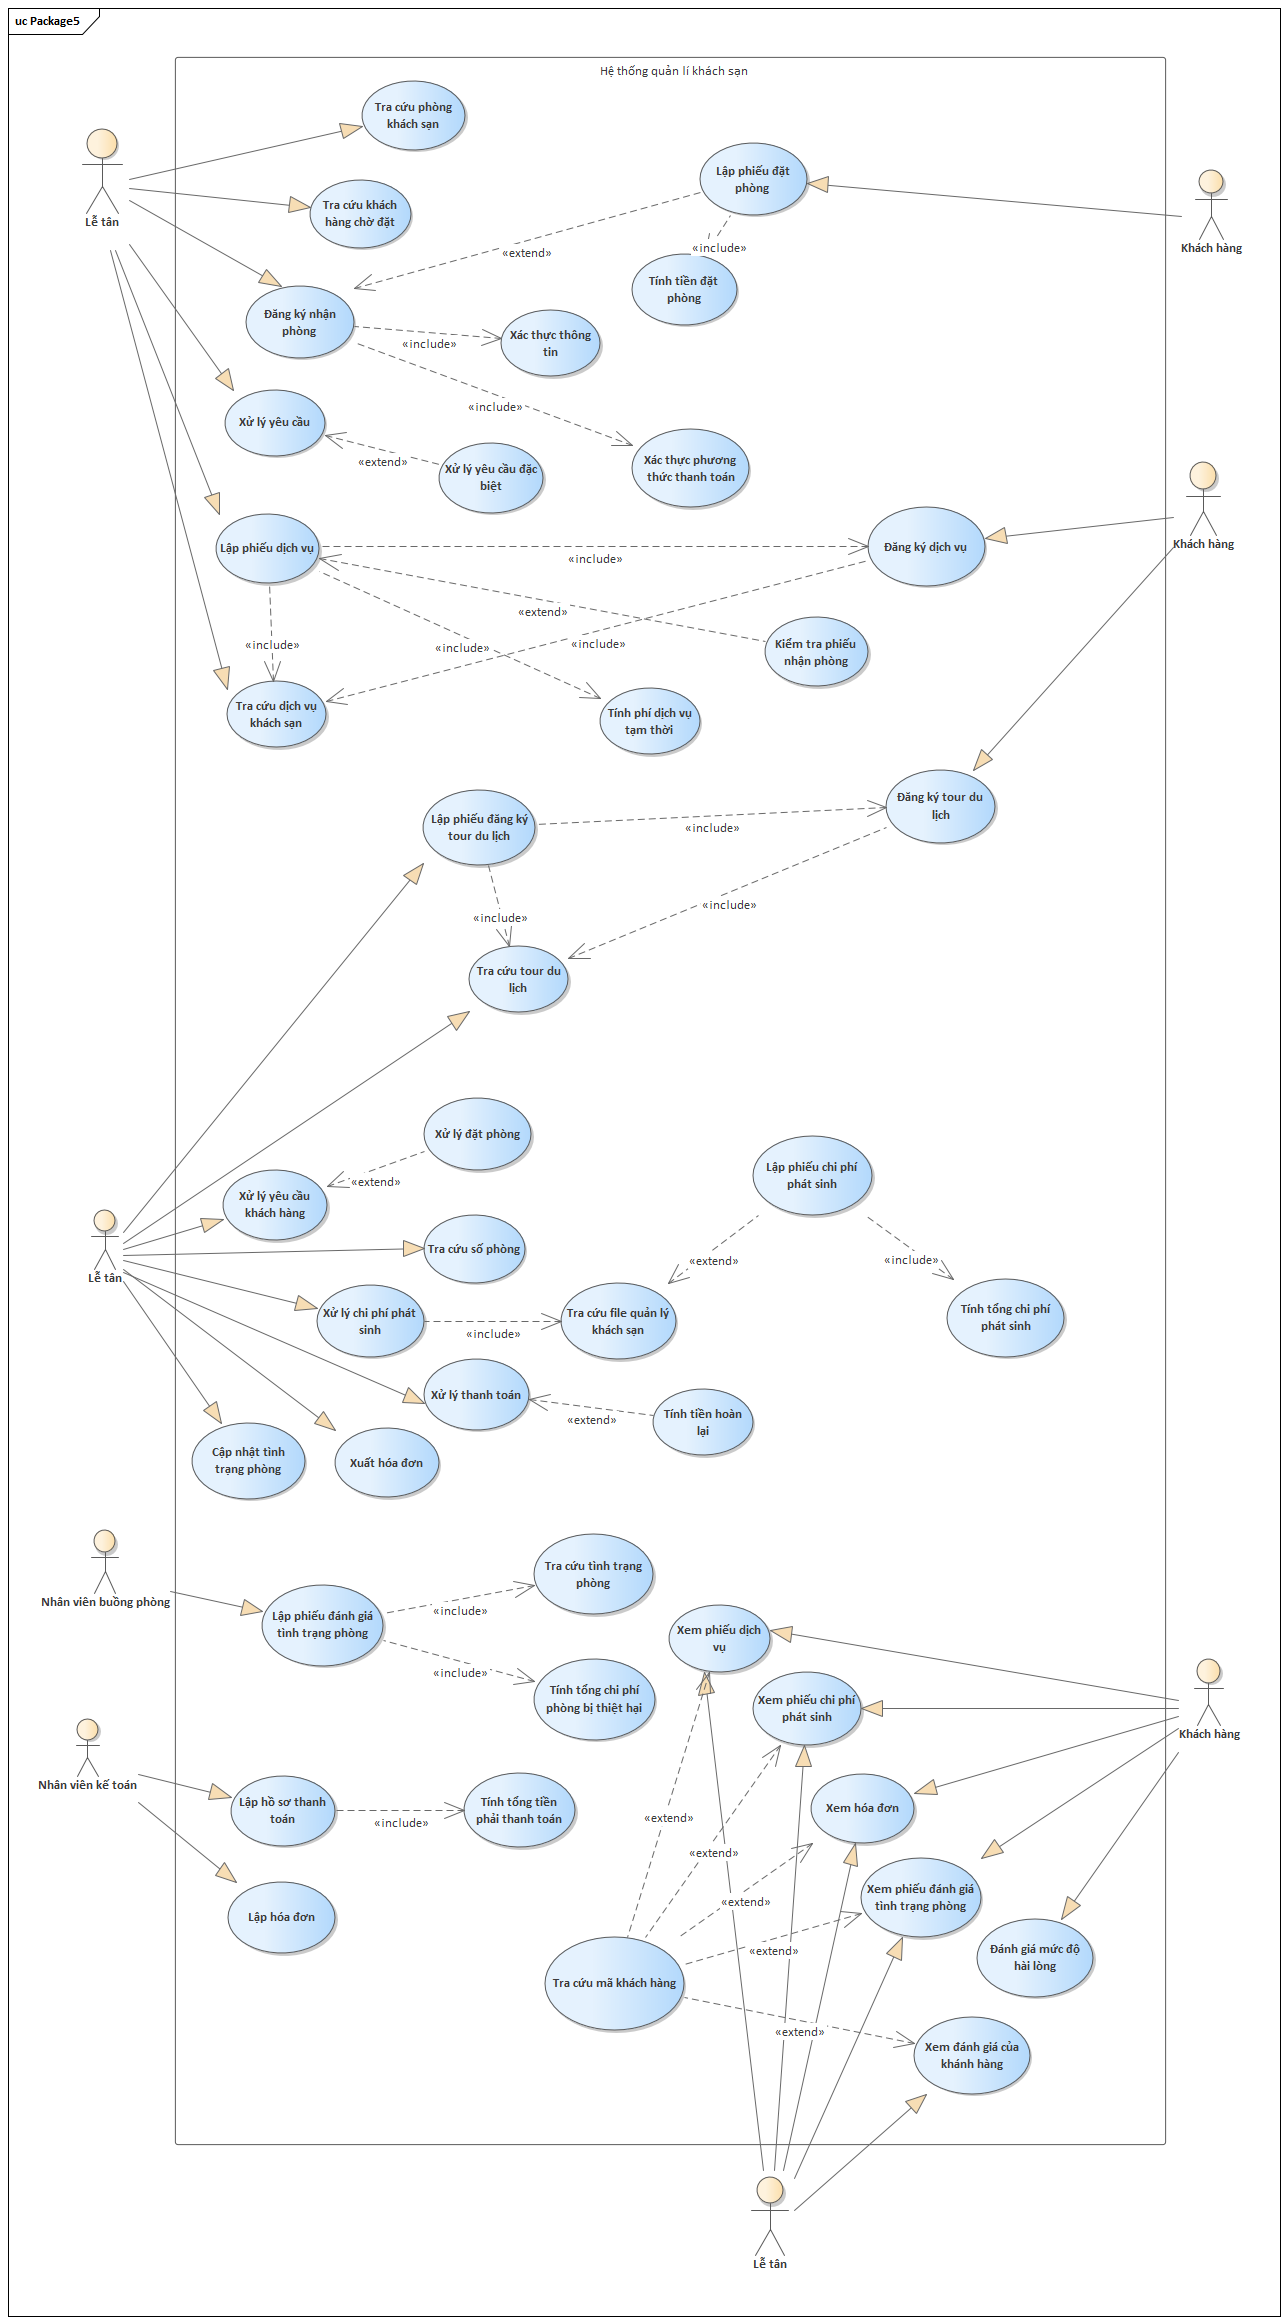 uc Package5
Hệ thống quản lí khách sạn
Tra cứu phòng
khách sạn
Lễ tân
Tra cứu khách
hàng chờ đặt
Lập phiếu đặt
phòng
Khách hàng
«extend»
«include»
Tính tiền đặt
phòng
Đăng ký nhận
phòng
«include»
Xác thực thông
tin
«include»
Xử lý yêu cầu
«extend»
Xử lý yêu cầu đặc
biệt
Xác thực phương
thức thanh toán
Khách hàng
Lập phiếu dịch vụ
«include»
Đăng ký dịch vụ
«extend»
«include»
«include»
«include»
Kiểm tra phiếu
nhận phòng
Tra cứu dịch vụ
khách sạn
Tính phí dịch vụ
tạm thời
Lập phiếu đăng ký
tour du lịch
«include»
Đăng ký tour du
lịch
«include»
«include»
Tra cứu tour du
lịch
Xử lý đặt phòng
«extend»
Xử lý yêu cầu
khách hàng
Lập phiếu chi phí
phát sinh
Lễ tân
Tra cứu số phòng
«extend»
«include»
Xử lý chi phí phát
sinh
«include»
Tra cứu file quản lý
khách sạn
Tính tổng chi phí
phát sinh
Xử lý thanh toán
«extend»
Tính tiền hoàn
lại
Cập nhật tình
trạng phòng
Xuất hóa đơn
Nhân viên buồng phòng
Lập phiếu đánh giá
tình trạng phòng
«include»
Tra cứu tình trạng
phòng
«include»
Tính tổng chi phí
phòng bị thiệt hại
Xem phiếu dịch
vụ
Xem phiếu chi phí
phát sinh
Khách hàng
Nhân viên kế toán
Lập hồ sơ thanh
toán
«include»
Tính tổng tiền
phải thanh toán
Xem hóa đơn
«extend»
«extend»
«extend»
«extend»
«extend»
Lập hóa đơn
Xem phiếu đánh giá
tình trạng phòng
Đánh giá mức độ
hài lòng
Tra cứu mã khách hàng
Xem đánh giá của
khánh hàng
Lễ tân